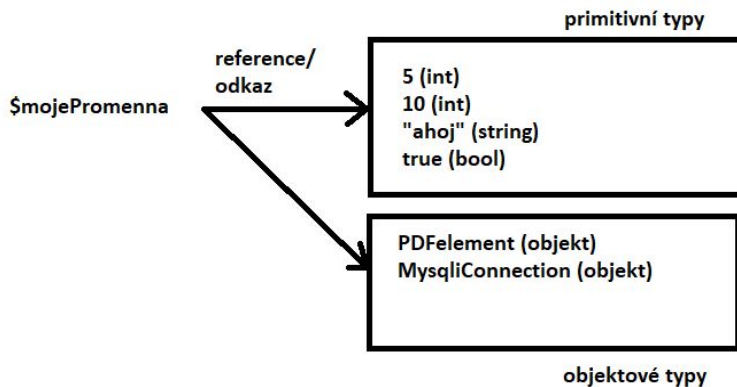 primitivní typy
reference/
odkaz
$mojePromenna
5 (int)
10 (int)
"ahoj" (string)
true (bool)
PDFelement (objekt)
MysqliConnection (objekt)
objektové typy